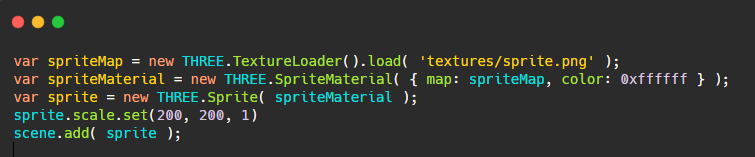 var spriteMap = new THREE.TextureLoader().load( 'textures/sprite.png' );
var spriteMaterial = new THREE.SpriteMaterial( { map: spriteMap, color: 0xffffff } );
var sprite = new THREE.Sprite( spriteMaterial );
sprite.scale.set(200, 200, 1)
scene.add( sprite );